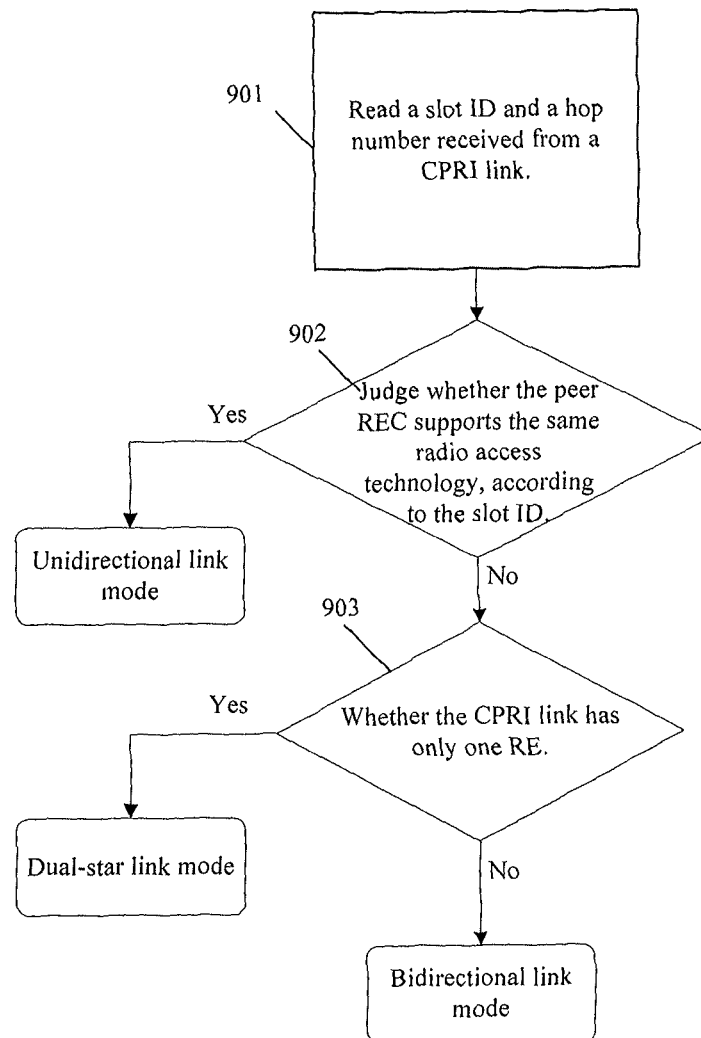 901
Read a slot ID and a hop
number received from a
CPRI link.
902
Judge whether the peer
REC supports the same
radio access
technology, according
to the slot ID.
Yes
Unidirectional link
mode
No
903
Whether the CPRI link has
only one RE.
Yes
Dual-star link mode
No
Bidirectional link
mode